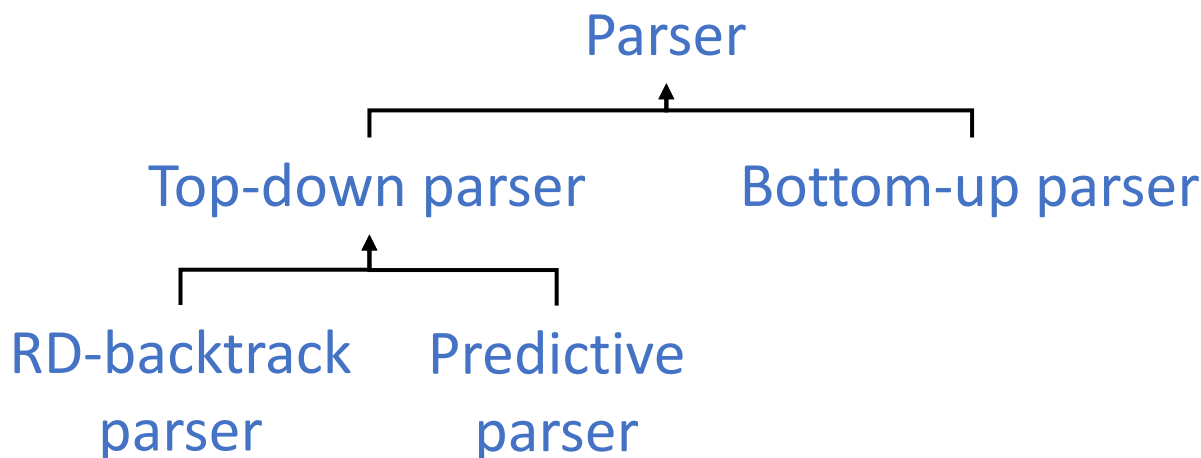 Parser
Top-down parser
Bottom-up parser
RD-backtrack
parser
Predictive
parser